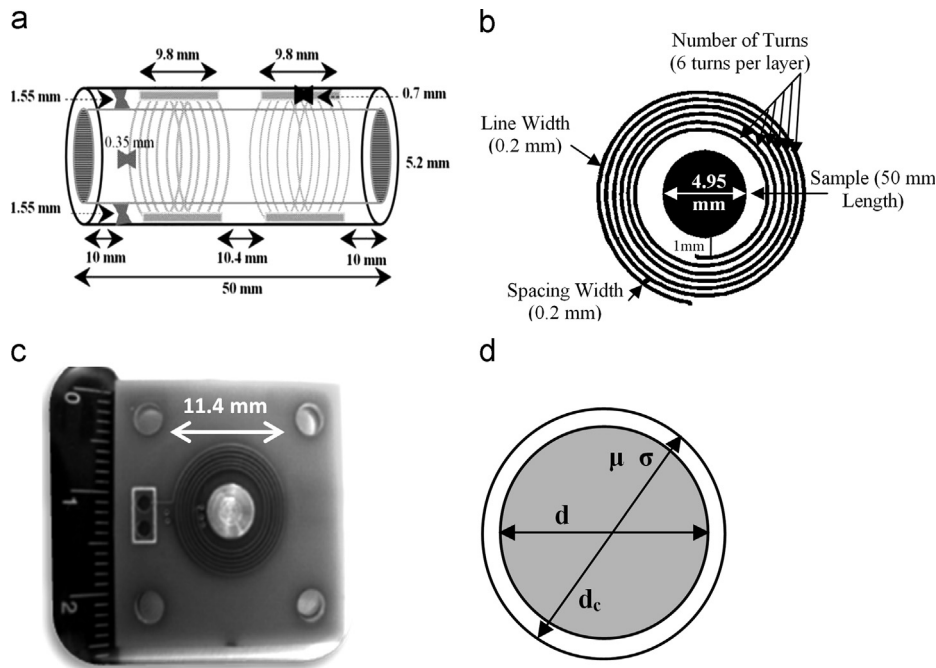 a
9.8 mm
9.8 mm
1.55 mm
0.7 mm
0.35 mm
5.2 mm
1.55 mm
10 mm
10.4 mm
10 mm
50 mm
b
Number of Turns
(6 turns per layer)
Line Width
(0.2 mm)
4.95
mm
Sample (50 mm
Length)
1mm
Spacing Width
(0.2 mm)
c
11.4 mm
0
1
2
d
μ σ
d
dc